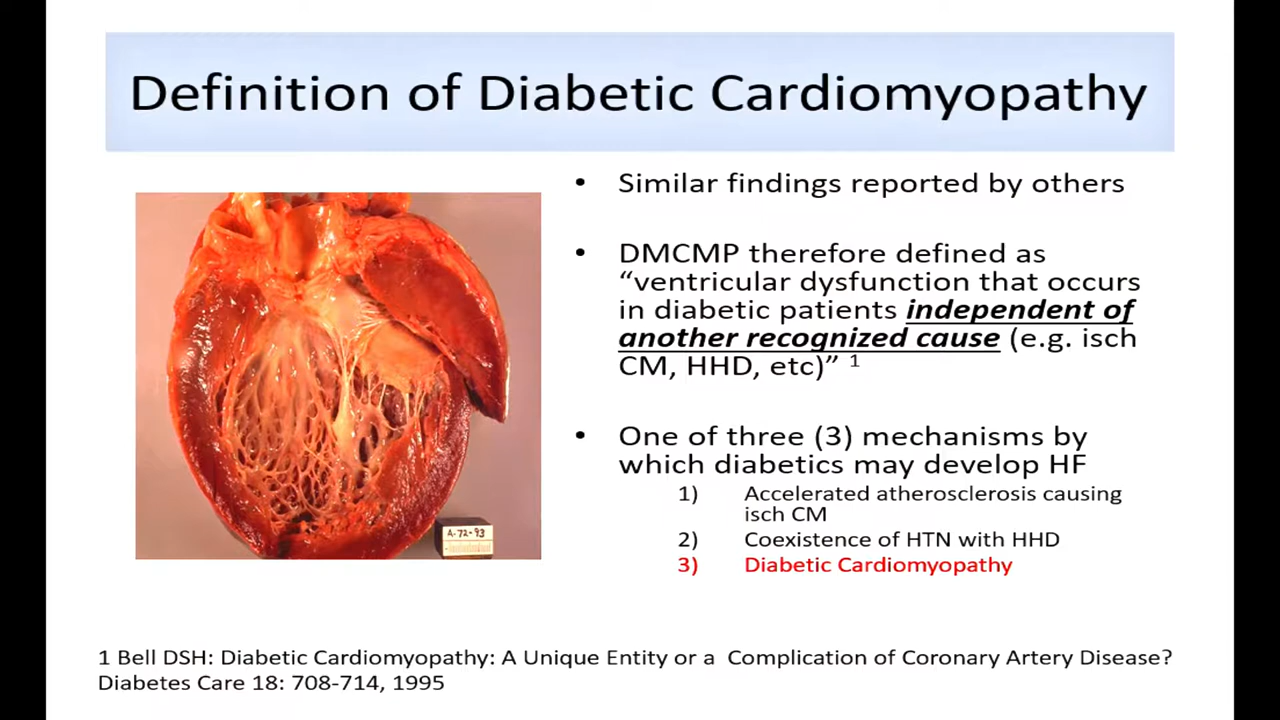 Definition of Diabetic Cardiomyopathy
• Similar findings reported by others
• DMCMP therefore defined as
“ventricular dysfunction that occurs
in diabetic patients independent of
another recognized cause (e.g. isch
CM, HHD, etc)” 1
• One of three (3) mechanisms by
which diabetics may develop HF
1) Accelerated atherosclerosis causing
isch CM
2) Coexistence of HTN with HHD
3) Diabetic Cardiomyopathy
A-72-93
1 Bell DSH: Diabetic Cardiomyopathy: A Unique Entity or a Complication of Coronary Artery Disease?
Diabetes Care 18: 708-714, 1995